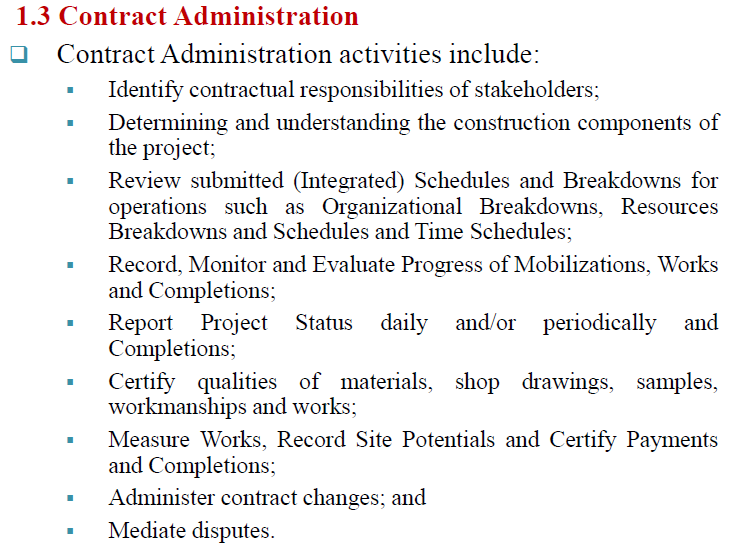 1.3 Contract Administration
Contract Administration activities include:
Identify contractual responsibilities of stakeholders;
Determining and understanding the construction components of
the project;
Review submitted (Integrated) Schedules and Breakdowns for
operations such as Organizational Breakdowns, Resources
Breakdowns and Schedules and Time Schedules;
Record, Monitor and Evaluate Progress of Mobilizations, Works
and Completions;
Report Project Status daily and/or periodically and
Completions;
Certify qualities of materials, shop drawings, samples,
workmanships and works;
Measure Works, Record Site Potentials and Certify Payments
and Completions;
Administer contract changes; and
Mediate disputes.